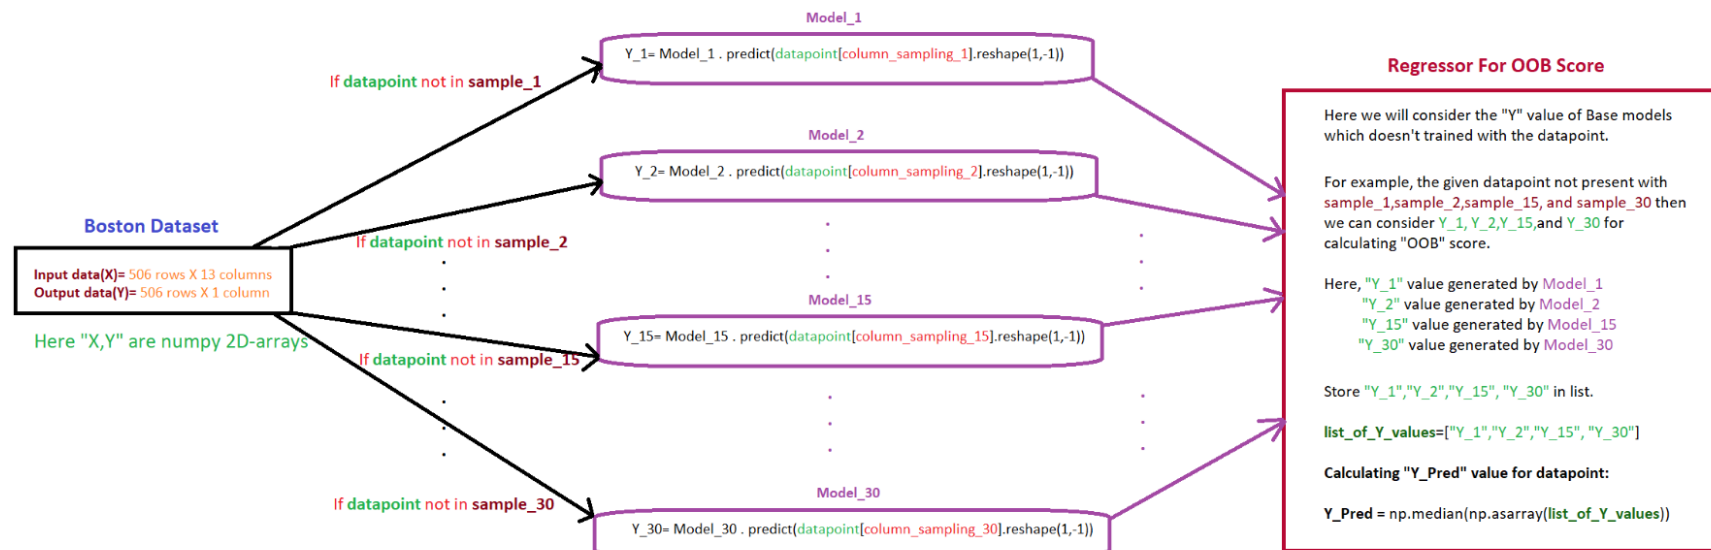 Boston Dataset
Input data(X)= 506 rows X 13 columns
Output data(Y)= 506 rows X 1 column
Here "X,Y" are numpy 2D-arrays
If datapoint not in sample_1
If datapoint not in sample_2
If datapoint not in sample_15
If datapoint not in sample_30
Model_1
Y_1= Model_1 . predict(datapoint[column_sampling_1].reshape(1,-1))
Model_2
Y_2= Model_2 . predict(datapoint[column_sampling_2].reshape(1,-1))
Model_15
Y_15= Model_15 . predict(datapoint[column_sampling_15].reshape(1,-1))
Model_30
Y_30= Model_30 . predict(datapoint[column_sampling_30].reshape(1,-1))
Regressor For OOB Score
Here we will consider the "Y" value of Base models
which doesn't trained with the datapoint.
For example, the given datapoint not present with
sample_1,sample_2,sample_15, and sample_30 then
we can consider Y_1, Y_2,Y_15,and Y_30 for
calculating "OOB" score.
Here, "Y_1" value generated by Model_1
"Y_2" value generated by Model_2
"Y_15" value generated by Model_15
"Y_30" value generated by Model_30
Store "Y_1","Y_2","Y_15", "Y_30" in list.
list_of_Y_values=["Y_1","Y_2","Y_15", "Y_30"]
Calculating "Y_Pred" value for datapoint:
Y_Pred = np.median(np.asarray(list_of_Y_values))